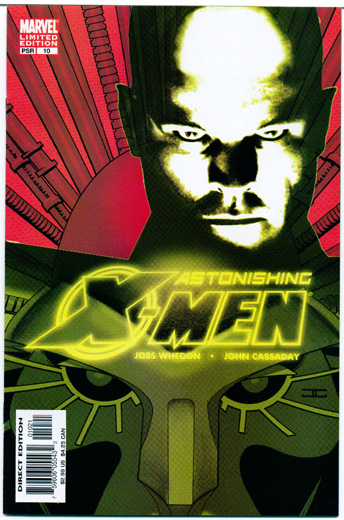 MARVEL
LIMITED
EDITION
PSR 10
ASTONISHING
X-MEN
JOSS WHEDON • JOHN CASSADAY
DIRECT EDITION
01021
$2.99 US $4.25 CAN